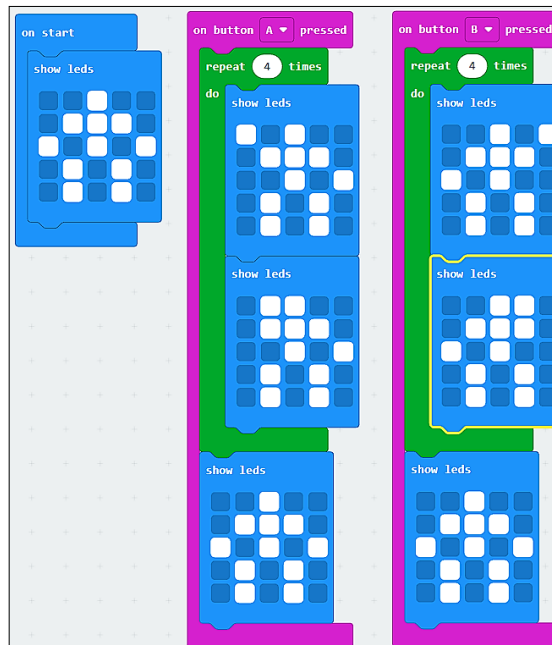 on start
show leds
on button A pressed
repeat 4 times
do
show leds
show leds
show leds
on button B pressed
repeat 4 times
do
show leds
show leds
show leds